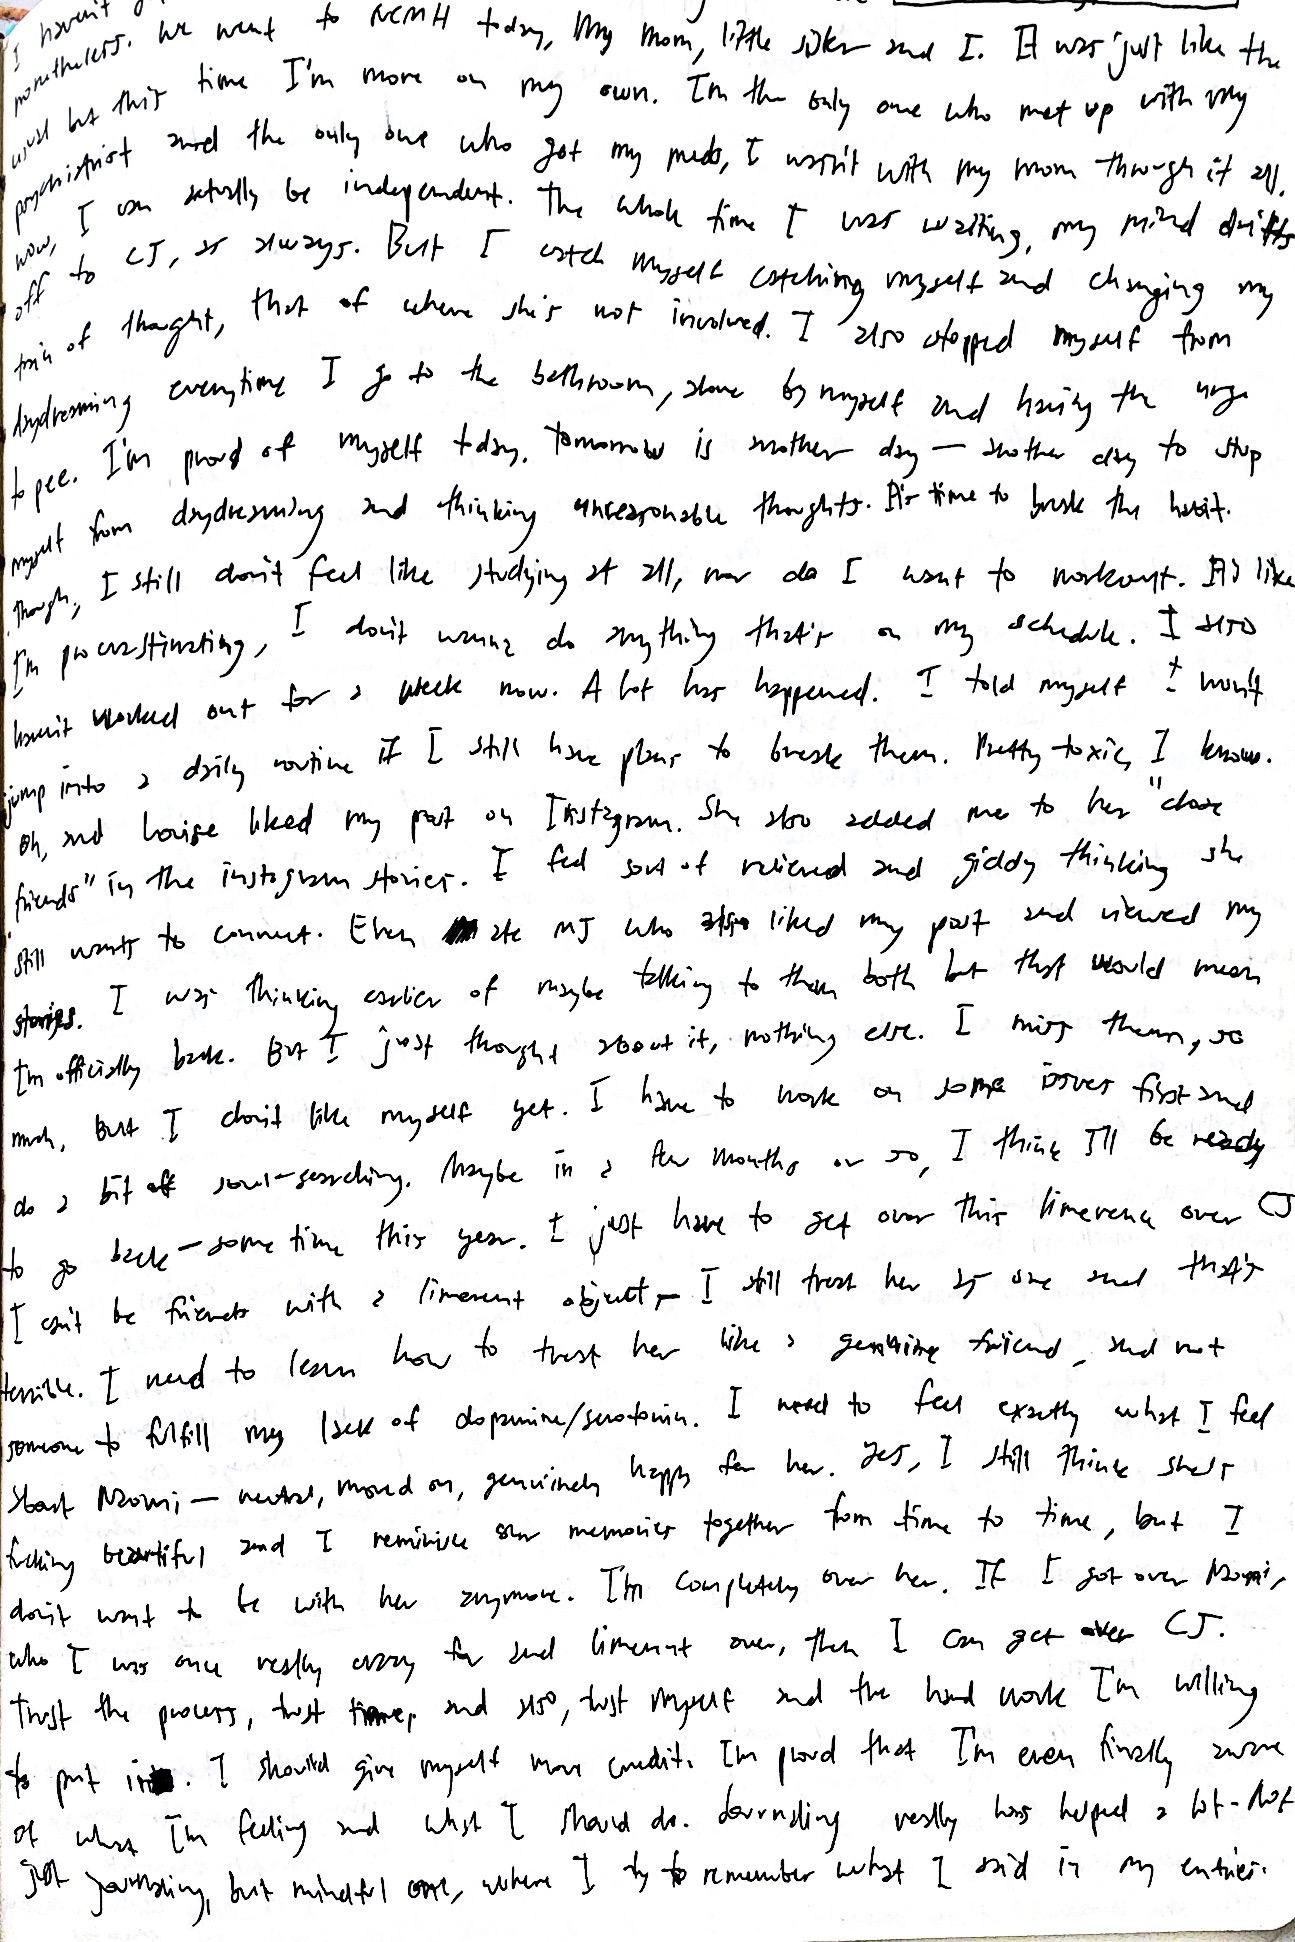 I haven't
nonetheless. We went to NCMH today, My mom, little sister and I. It was just like the
usual but this time I'm more on my own. I'm the only one who met up with my
psychiatrist and the only one who got my meds, I wasn't with my mom through it all.
now, I can actually be independent. The whole time I was waiting, my mind drifts
off to CJ, as always. But I catch myself catching myself and changing my
train of thought, that of where she's not involved. I also stopped myself from
daydreaming everytime I go to the bathroom, alone by myself and having the urge
to pee. I'm proud of myself today. tomorrow is another day — another day to stop
myself from daydreaming and thinking unreasonable thoughts. It's time to break the habit.
Though, I still don't feel like studying at all, nor do I want to workout. It's like
I'm procrastinating, I don't wanna do anything that's on my schedule. I also
haven't worked out for a week now. A lot has happened. I told myself I won't
jump into a daily routine if I still have plans to break them. Pretty toxic, I know.
Oh, and Louise liked my post on Instagram. She also added me to her "close
friends" in the instagram stories. I feel sort of relieved and giddy thinking she
still wants to connect. Even ate MJ who also liked my post and viewed my
stories. I was thinking earlier of maybe talking to them both but that would mean
I'm officially back. But I just thought about it, nothing else. I miss them, so
much, but I don't like myself yet. I have to work on some issues first and
do a bit of soul-searching. Maybe in a few months or so, I think I'll be ready
to go back — some time this year. I just have to get over this limerence over CJ
I can't be friends with a limerent object — I still treat her as one and that's
terrible. I need to learn how to treat her like a genuine friend, and not
someone to fulfill my lack of dopamine/serotonin. I need to feel exactly what I feel
about Naomi — neutral, moved on, genuinely happy for her. Yes, I still think she's
fucking beautiful and I reminisce our memories together from time to time, but I
don't want to be with her anymore. I'm completely over her. If I got over Naomi,
who I was once really crazy for and limerent over, then I can get over CJ.
Trust the process, trust time, and also, trust myself and the hard work I'm willing
to put in. I should give myself more credit. I'm proud that I'm even finally aware
of what I'm feeling and what I should do. Journaling really has helped a lot - Not
just journaling, but mindful one, where I try to remember what I said in my entries.